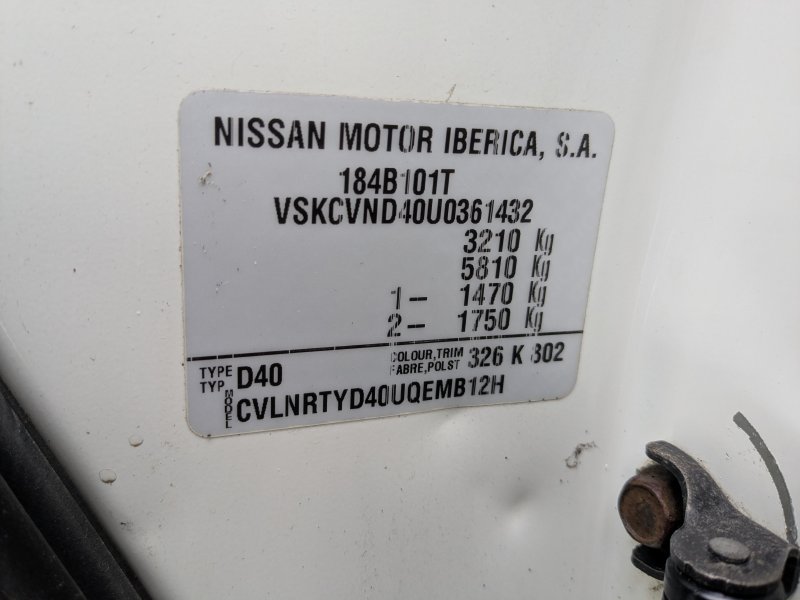 NISSAN MOTOR IBERICA, S.A.
184B101T
VSKCVND40U0361432
3210 Kg
5810 Kg
1- 1470 Kg
2- 1750 Kg
TYPE TYP D40 COLOUR,TRIM FABRE,POLST 326 K 302
MODEL CVLNRTYD40UQEMB12H